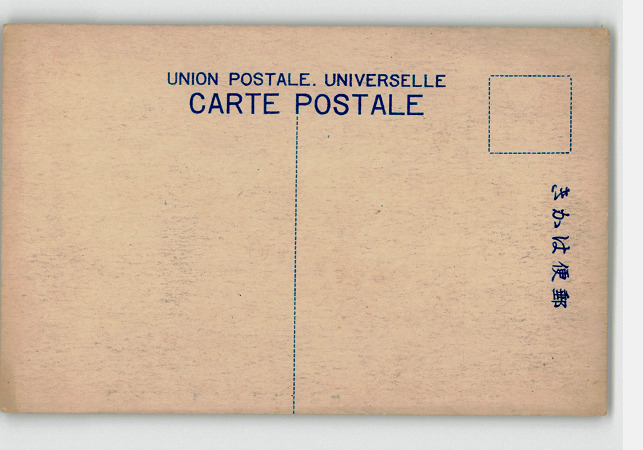 UNION POSTALE. UNIVERSELLE
CARTE POSTALE
きかは便郵